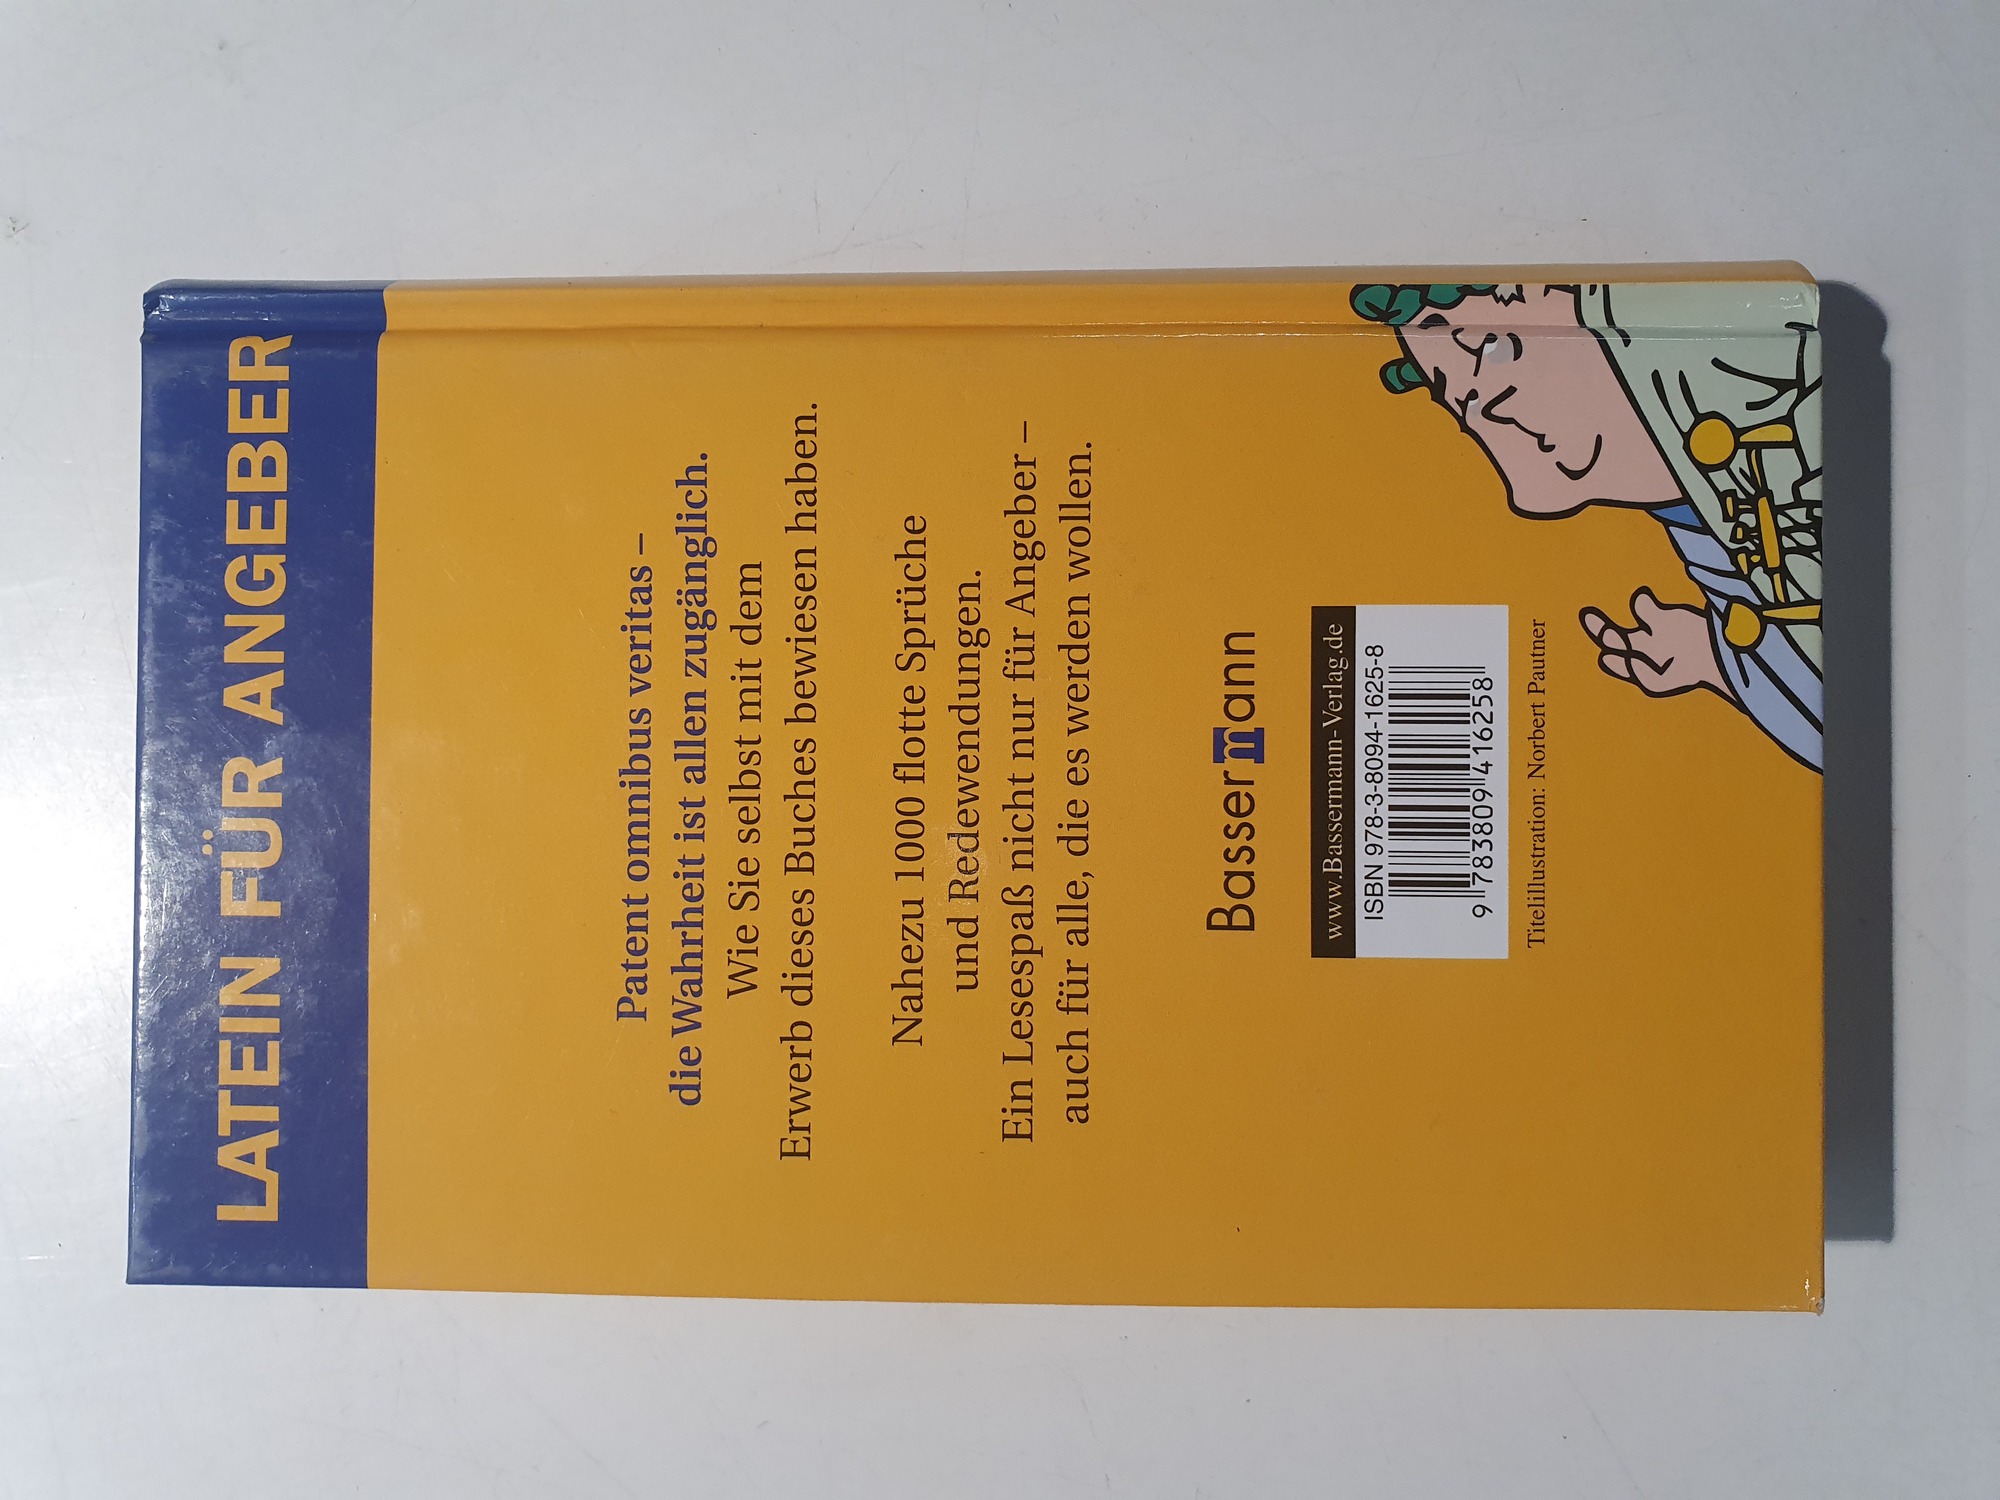 LATEIN FÜR ANGEBER
Patent omnibus veritas –
die Wahrheit ist allen zugänglich.
Wie Sie selbst mit dem
Erwerb dieses Buches bewiesen haben.
Nahezu 1000 flotte Sprüche
und Redewendungen.
Ein Lesespaß nicht nur für Angeber –
auch für alle, die es werden wollen.
Bassermann
www.Bassermann-Verlag.de
ISBN 978-3-8094-1625-8
9 783809 416258
Titelillustration: Norbert Pautner